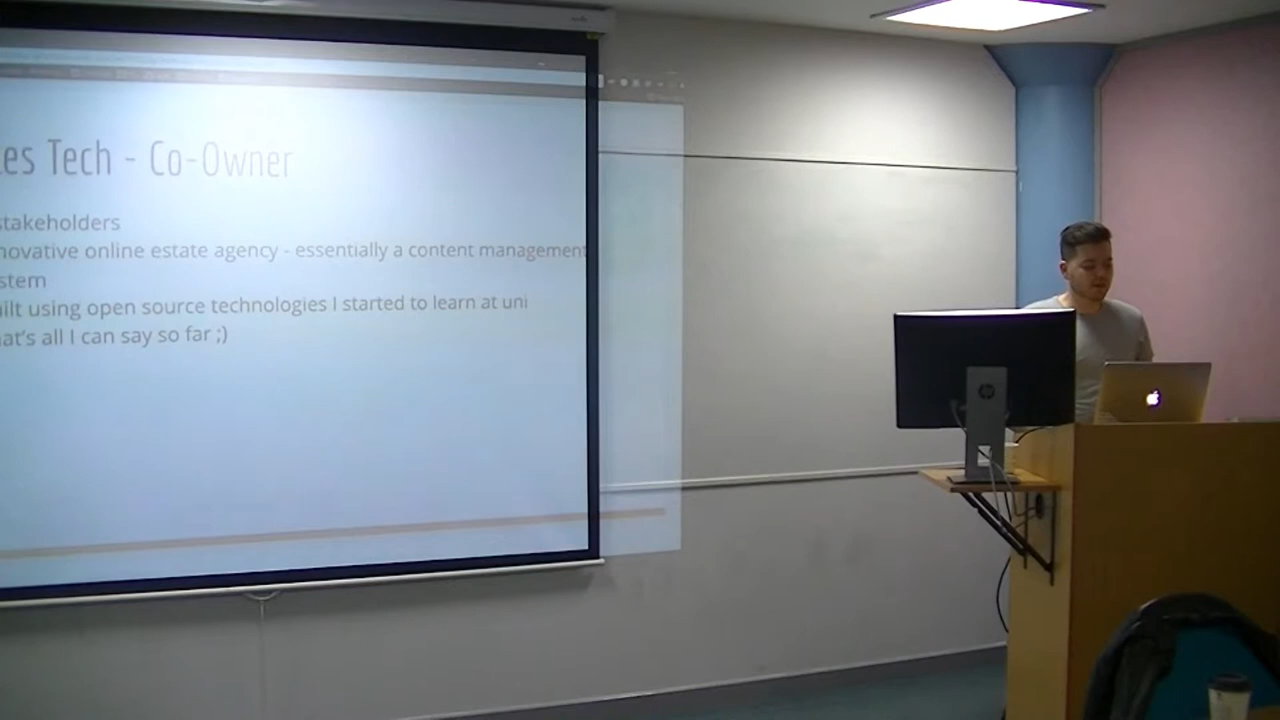 es Tech - Co-Owner
stakeholders
novative online estate agency - essentially a content management
stem
ilt using open source technologies I started to learn at uni
at's all I can say so far ;)
hp